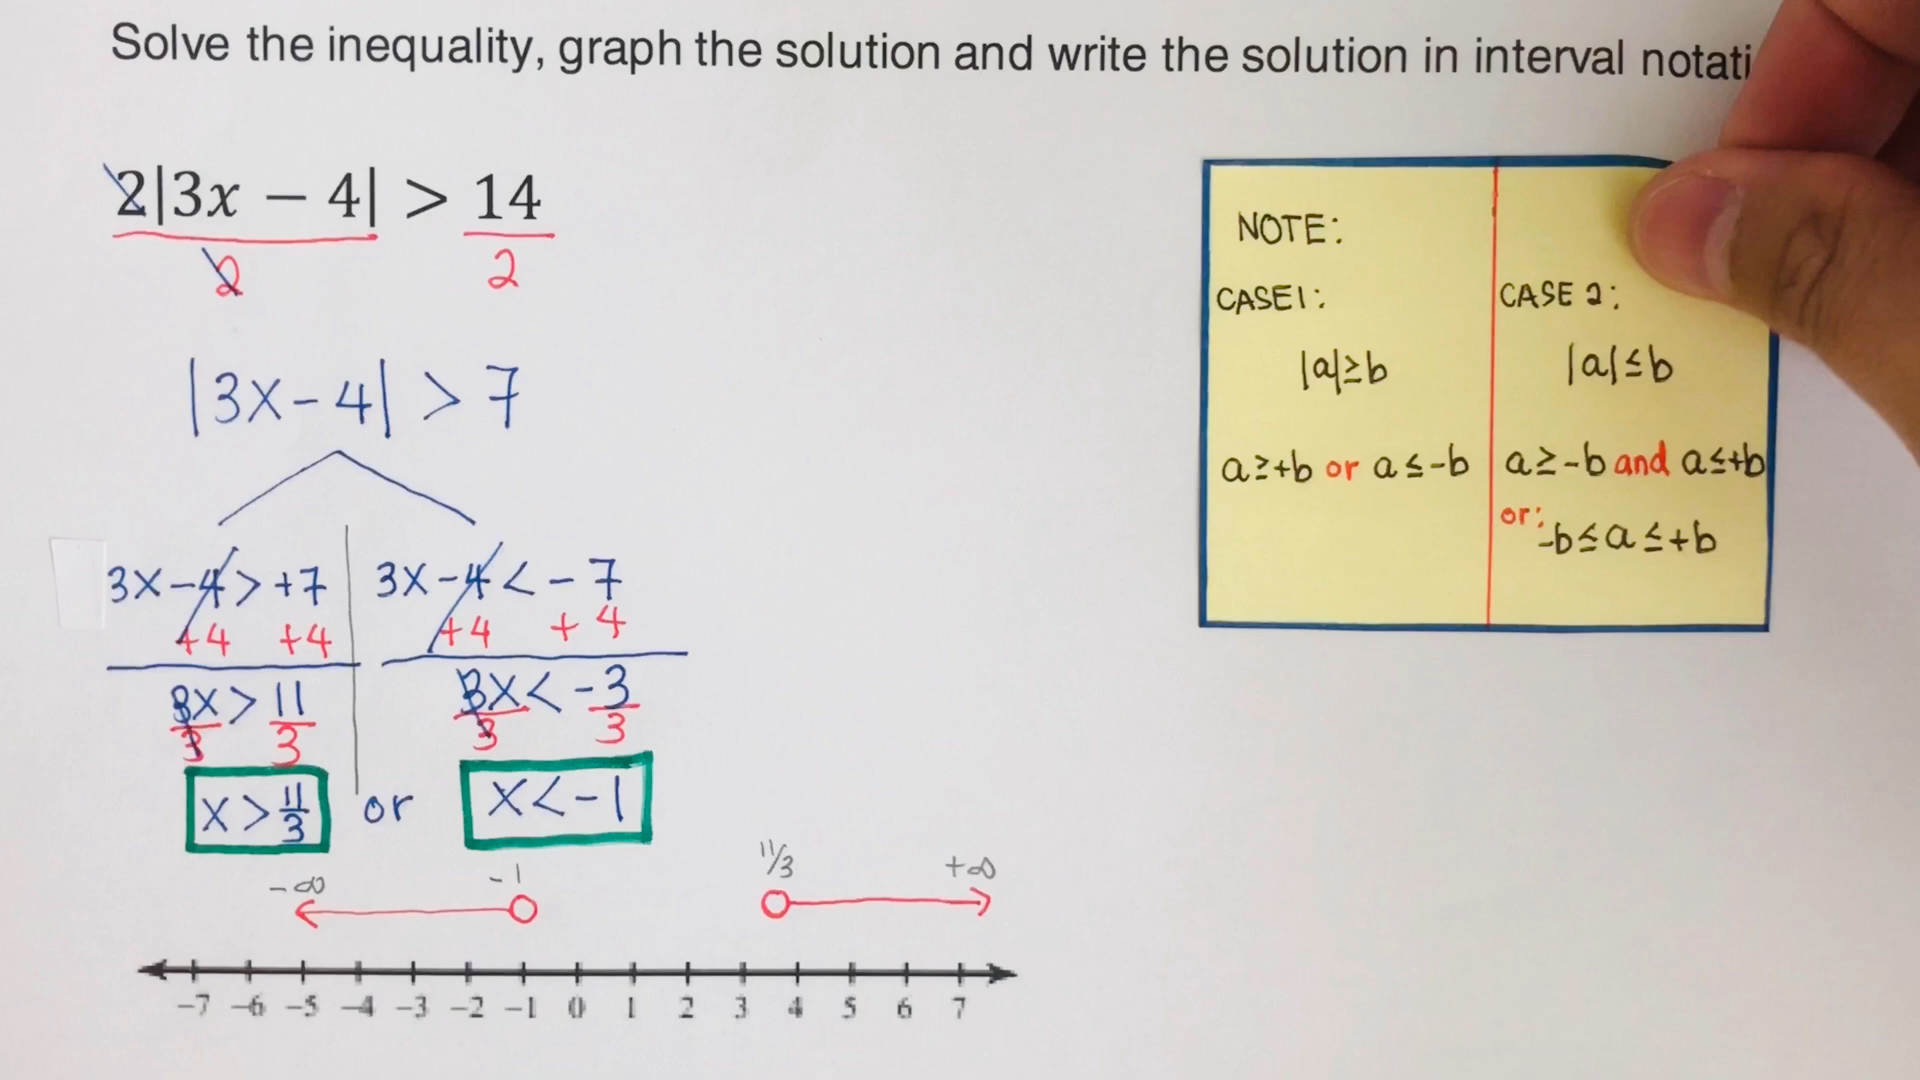 Solve the inequality, graph the solution and write the solution in interval notati
2|3x − 4| > 14
2 2
|3x-4| > 7
3x-4 > +7 3x-4 < -7
+4 +4 +4 +4
3x > 11 3x < -3
3 3 3 3
x > 11/3 or x < -1
-∞ -1 11/3 +∞
-7 -6 -5 -4 -3 -2 -1 0 1 2 3 4 5 6 7
NOTE:
CASE 1:
|a|≥b
a≥+b or a≤-b
CASE 2:
|a|≤b
a≥-b and a≤+b
or: -b≤a≤+b